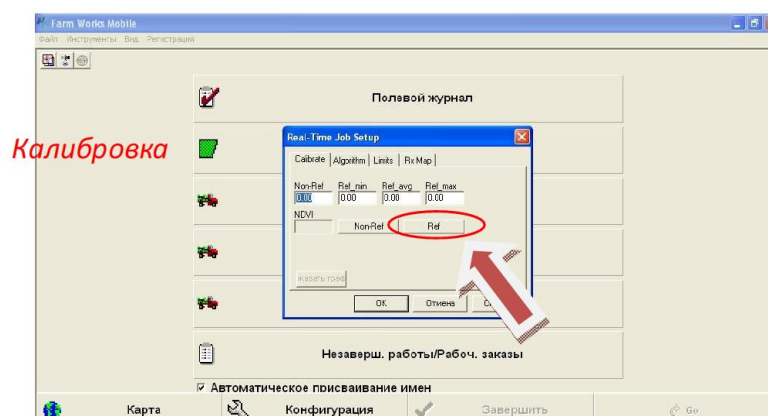 Farm Works Mobile
Файл Инструменты Вид Регистрация
Полевой журнал
Калибровка
Real-Time Job Setup
Calibrate Algorithm Limits Rx Map
Non-Ref Ref_min Ref_avg Ref_max
0.00 0.00 0.00 0.00
NDVI
Non-Ref Ref
OK Отмена
Незаверш. работы/Рабоч. заказы
Автоматическое присваивание имен
Карта Конфигурация Завершить Go